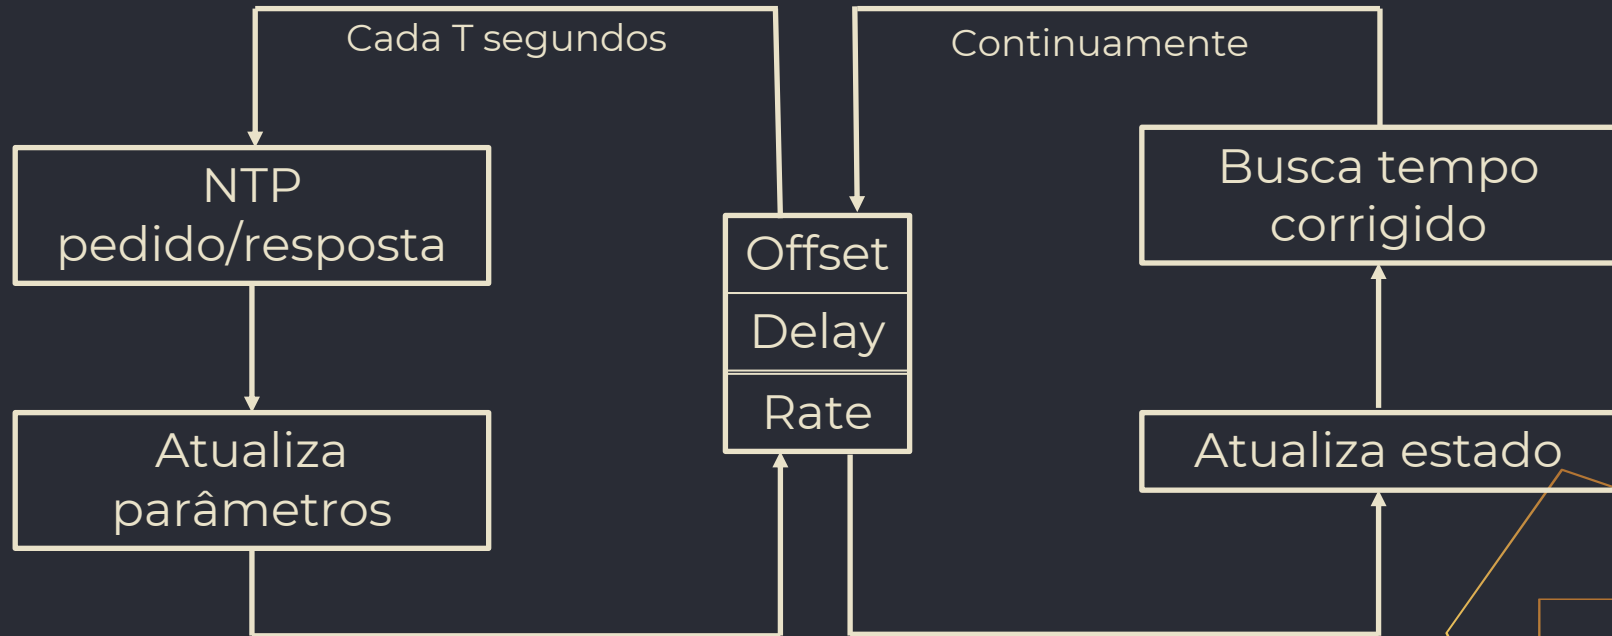 Cada T segundos
Continuamente
NTP
pedido/resposta
Offset
Delay
Rate
Busca tempo
corrigido
Atualiza
parâmetros
Atualiza estado